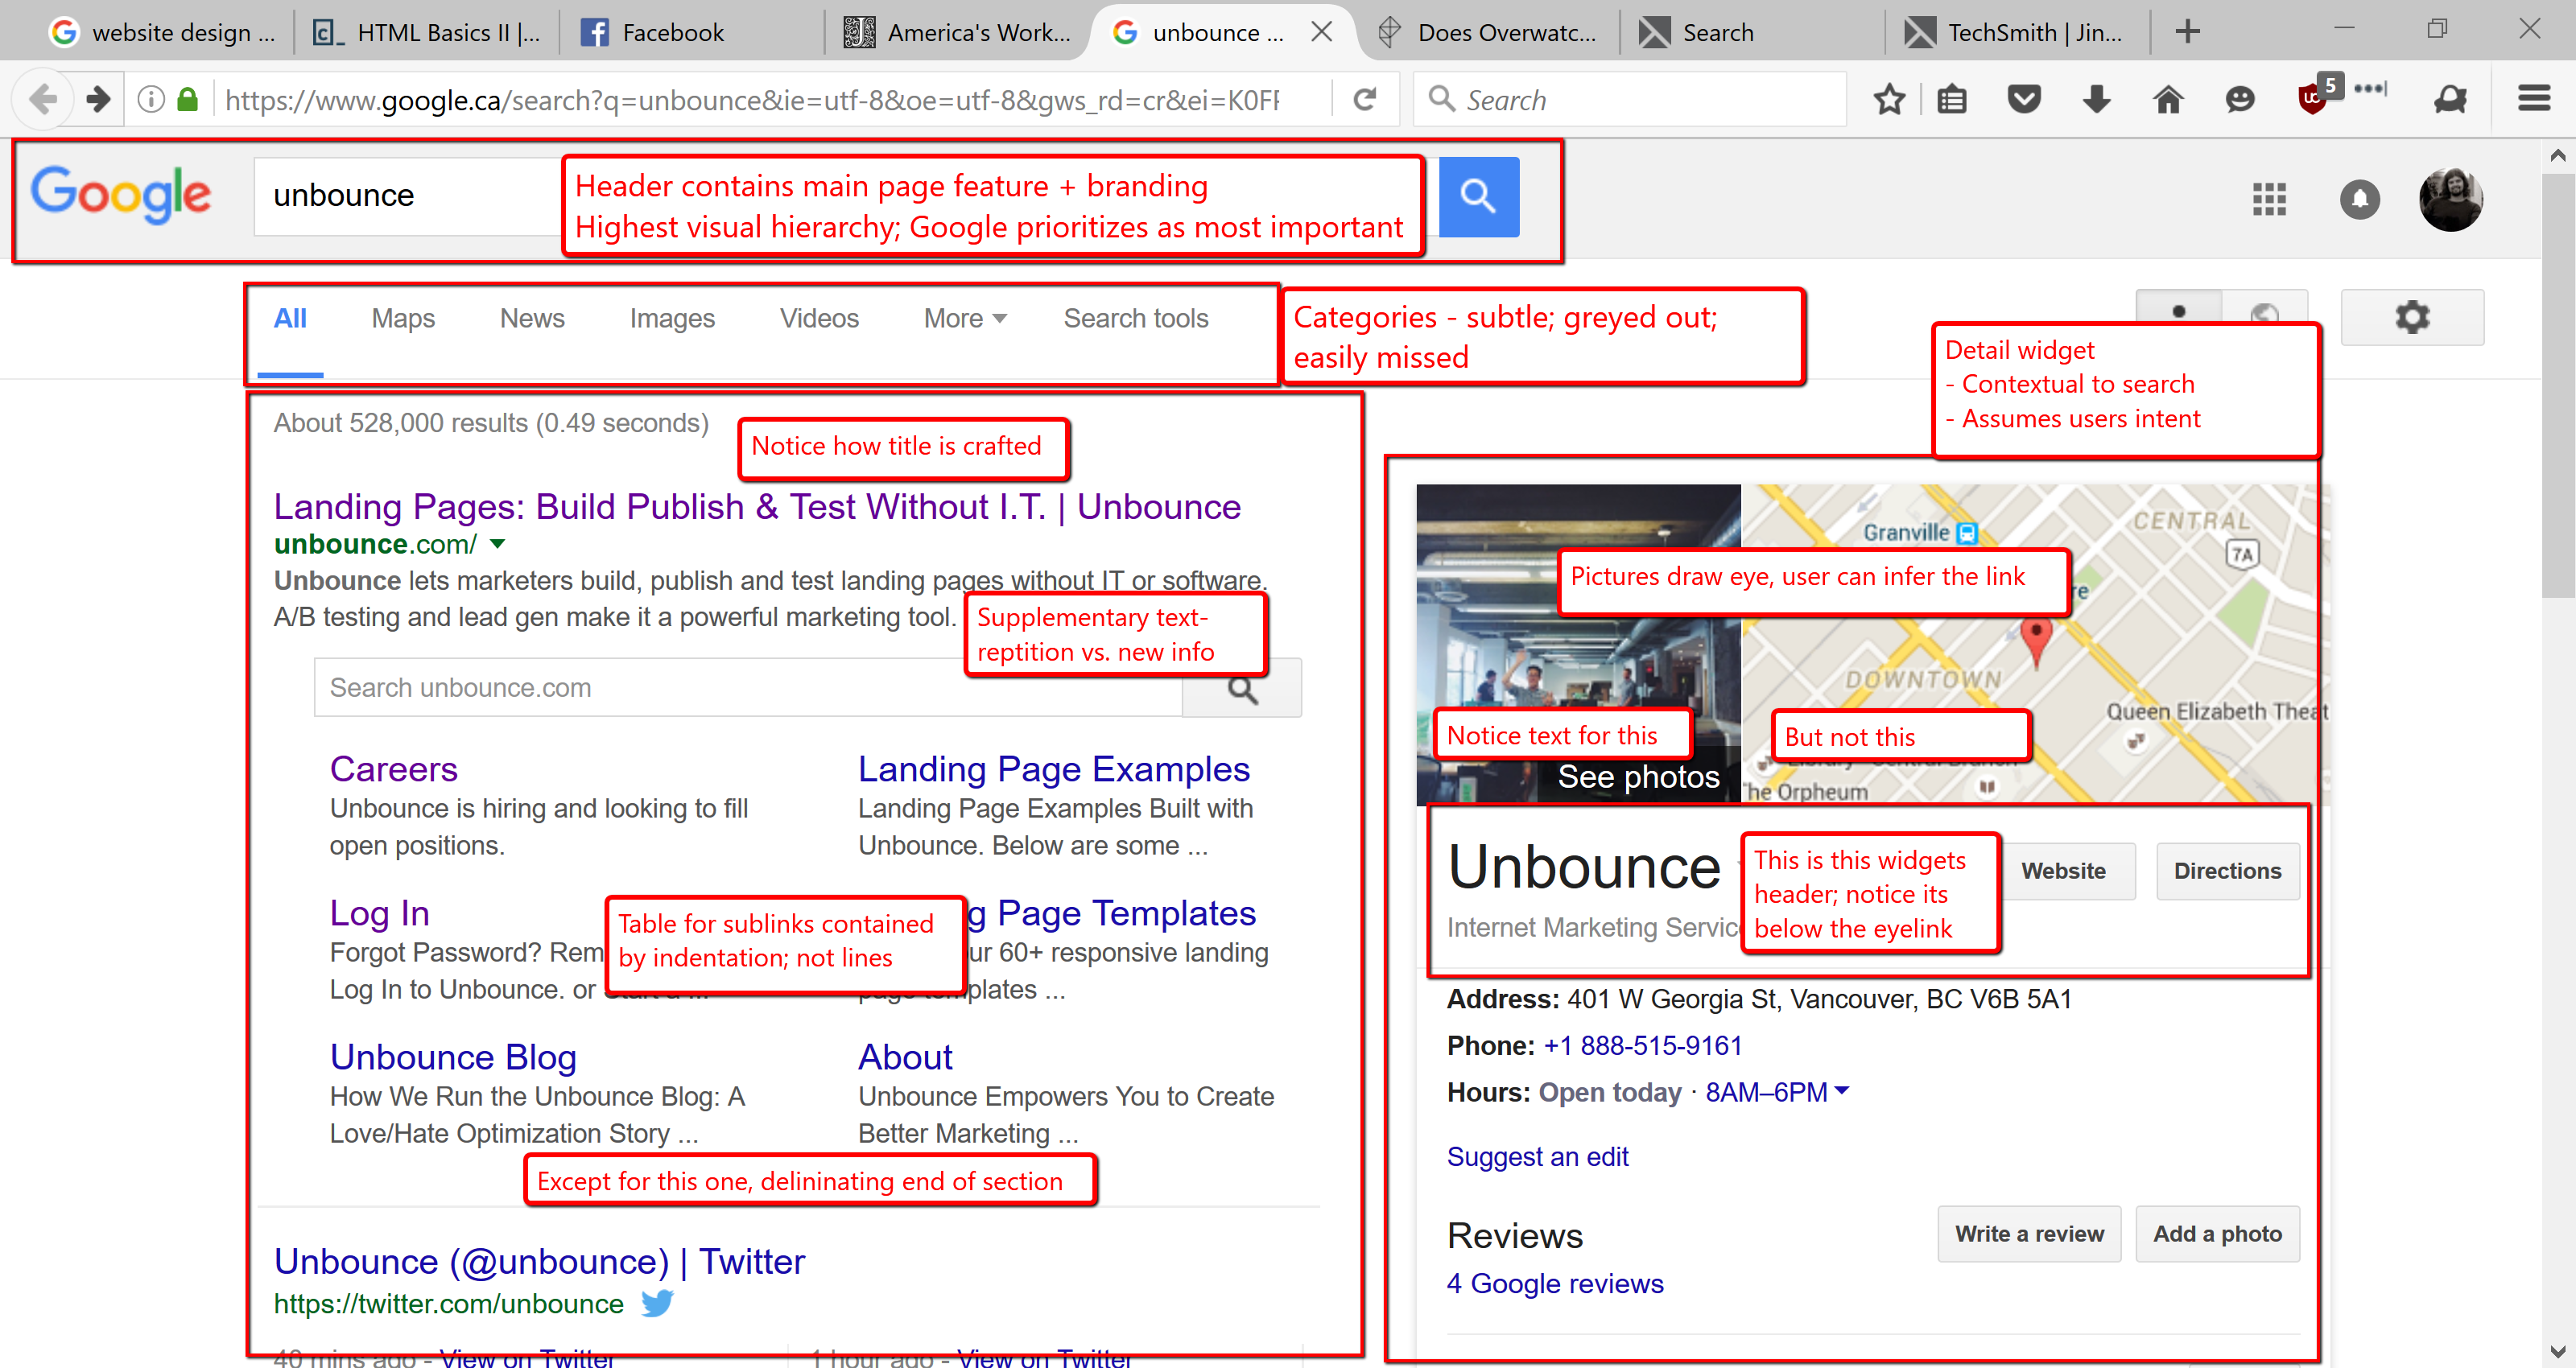 website design ...
HTML Basics II |...
Facebook
America's Work...
unbounce ...
Does Overwatc...
Search
TechSmith | Jin...
https://www.google.ca/search?q=unbounce&ie=utf-8&oe=utf-8&gws_rd=cr&ei=K0FF
Search
5
Google
unbounce
Header contains main page feature + branding
Highest visual hierarchy; Google prioritizes as most important
All
Maps
News
Images
Videos
More
Search tools
Categories - subtle; greyed out;
easily missed
Detail widget
- Contextual to search
- Assumes users intent
About 528,000 results (0.49 seconds)
Notice how title is crafted
Landing Pages: Build Publish & Test Without I.T. | Unbounce
unbounce.com/
Unbounce lets marketers build, publish and test landing pages without IT or software.
A/B testing and lead gen make it a powerful marketing tool.
Supplementary text-
reptition vs. new info
Search unbounce.com
Careers
Unbounce is hiring and looking to fill
open positions.
Landing Page Examples
Landing Page Examples Built with
Unbounce. Below are some ...
Log In
Forgot Password? Rem
Log In to Unbounce. or
Table for sublinks contained
by indentation; not lines
g Page Templates
ur 60+ responsive landing
page templates ...
Unbounce Blog
How We Run the Unbounce Blog: A
Love/Hate Optimization Story ...
About
Unbounce Empowers You to Create
Better Marketing ...
Except for this one, delininating end of section
Unbounce (@unbounce) | Twitter
https://twitter.com/unbounce
40 mins ago - View on Twitter
1 hour ago - View on Twitter
Granville
CENTRAL
7A
Pictures draw eye, user can infer the link
re
DOWNTOWN
Queen Elizabeth Theat
Notice text for this
But not this
See photos
he Orpheum
Unbounce
This is this widgets
header; notice its
below the eyelink
Website
Directions
Internet Marketing Servic
Address: 401 W Georgia St, Vancouver, BC V6B 5A1
Phone: +1 888-515-9161
Hours: Open today · 8AM–6PM
Suggest an edit
Reviews
Write a review
Add a photo
4 Google reviews